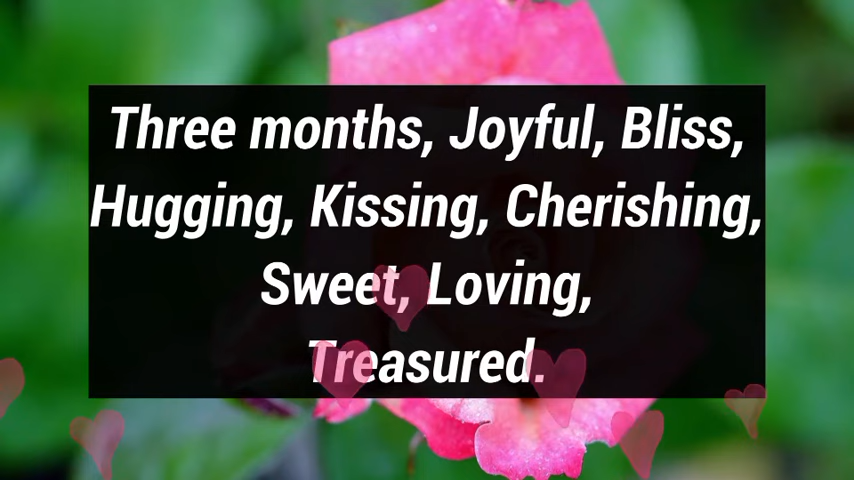 Three months, Joyful, Bliss,
Hugging, Kissing, Cherishing,
Sweet, Loving,
Treasured.